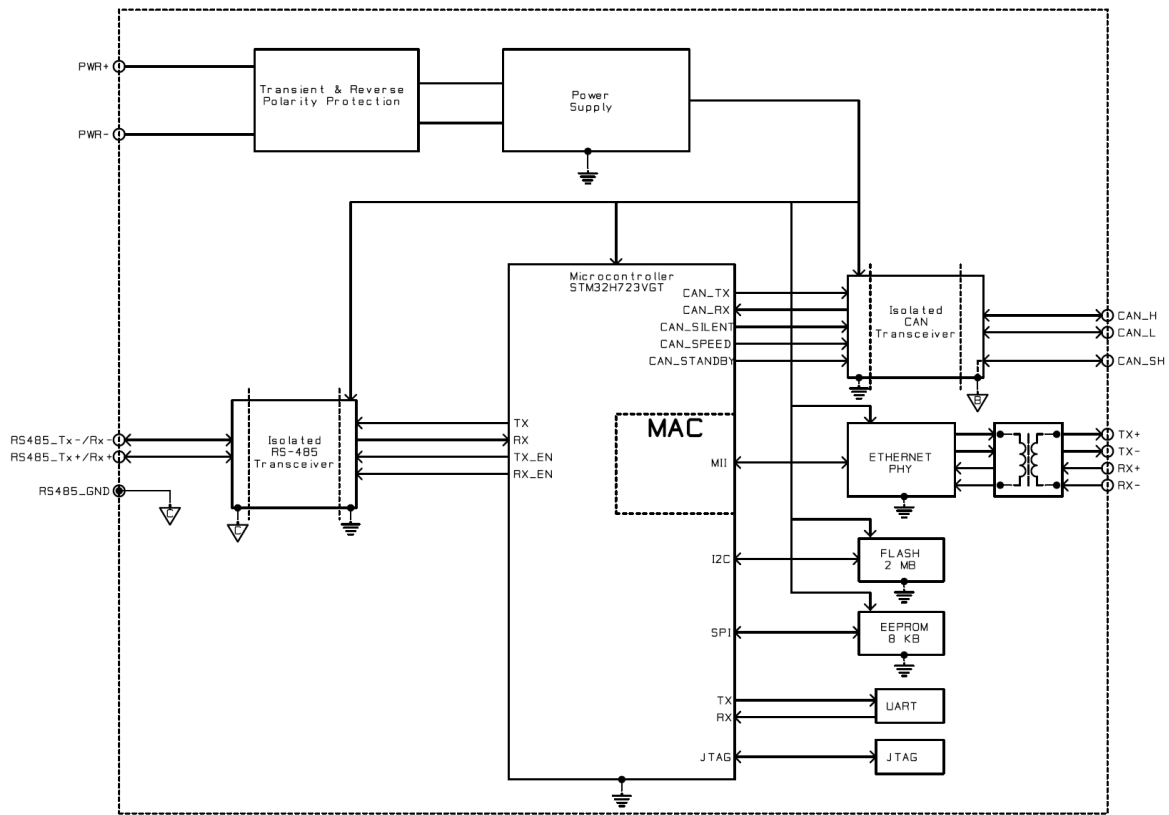 PWR+
PWR-
Transient & Reverse
Polarity Protection
Power
Supply
Microcontroller
STM32H723VGT
CAN_TX
CAN_RX
CAN_SILENT
CAN_SPEED
CAN_STANDBY
Isolated
CAN
Transceiver
CAN_H
CAN_L
CAN_SH
B
RS485_Tx-/Rx-
RS485_Tx+/Rx+
RS485_GND
C
Isolated
RS-485
Transceiver
C
TX
RX
TX_EN
RX_EN
MAC
MII
ETHERNET
PHY
TX+
TX-
RX+
RX-
I2C
FLASH
2 MB
SPI
EEPROM
8 KB
TX
RX
UART
JTAG
JTAG